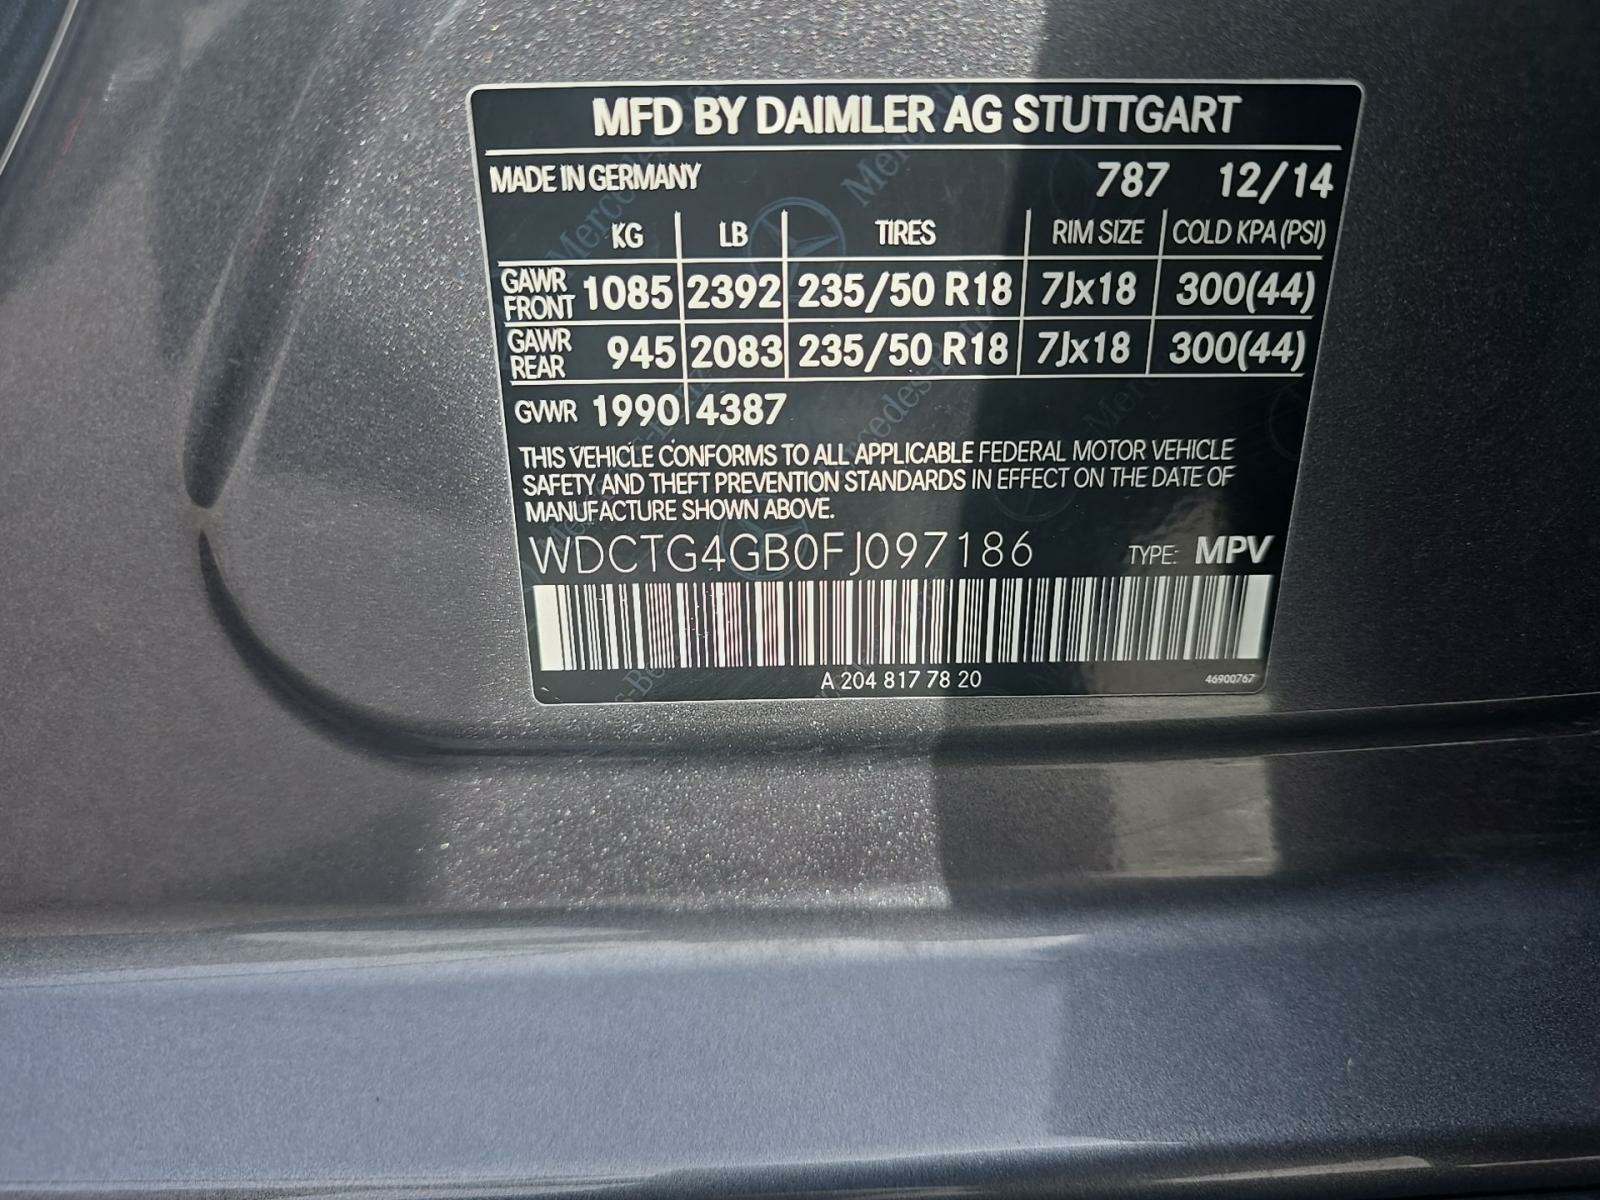 MFD BY DAIMLER AG STUTTGART
MADE IN GERMANY 787 12/14
KG LB TIRES RIM SIZE COLD KPA (PSI)
GAWR FRONT 1085 2392 235/50 R18 7Jx18 300(44)
GAWR REAR 945 2083 235/50 R18 7Jx18 300(44)
GVWR 1990 4387
THIS VEHICLE CONFORMS TO ALL APPLICABLE FEDERAL MOTOR VEHICLE
SAFETY AND THEFT PREVENTION STANDARDS IN EFFECT ON THE DATE OF
MANUFACTURE SHOWN ABOVE.
WDCTG4GB0FJ097186 TYPE: MPV
A 204 817 78 20 46900767